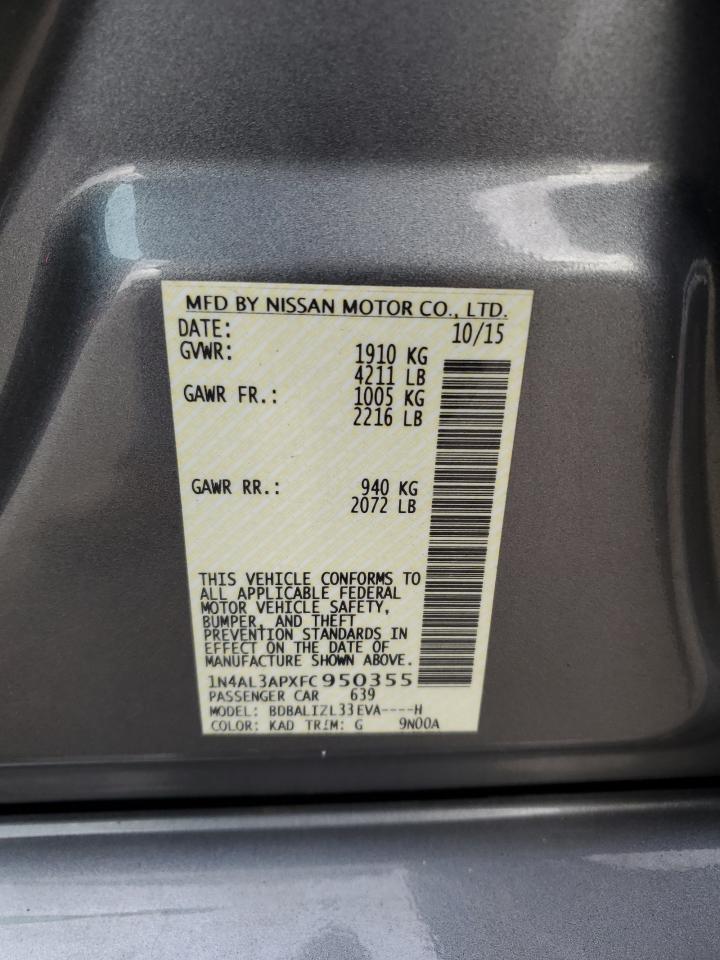 MFD BY NISSAN MOTOR CO., LTD.
DATE: 10/15
GVWR: 1910 KG
4211 LB
GAWR FR.: 1005 KG
2216 LB
GAWR RR.: 940 KG
2072 LB
THIS VEHICLE CONFORMS TO
ALL APPLICABLE FEDERAL
MOTOR VEHICLE SAFETY,
BUMPER, AND THEFT
PREVENTION STANDARDS IN
EFFECT ON THE DATE OF
MANUFACTURE SHOWN ABOVE.
1N4AL3APXFC950355
PASSENGER CAR 639
MODEL: BDBALIZL33EVA----H
COLOR: KAD TRIM: G 9N00A